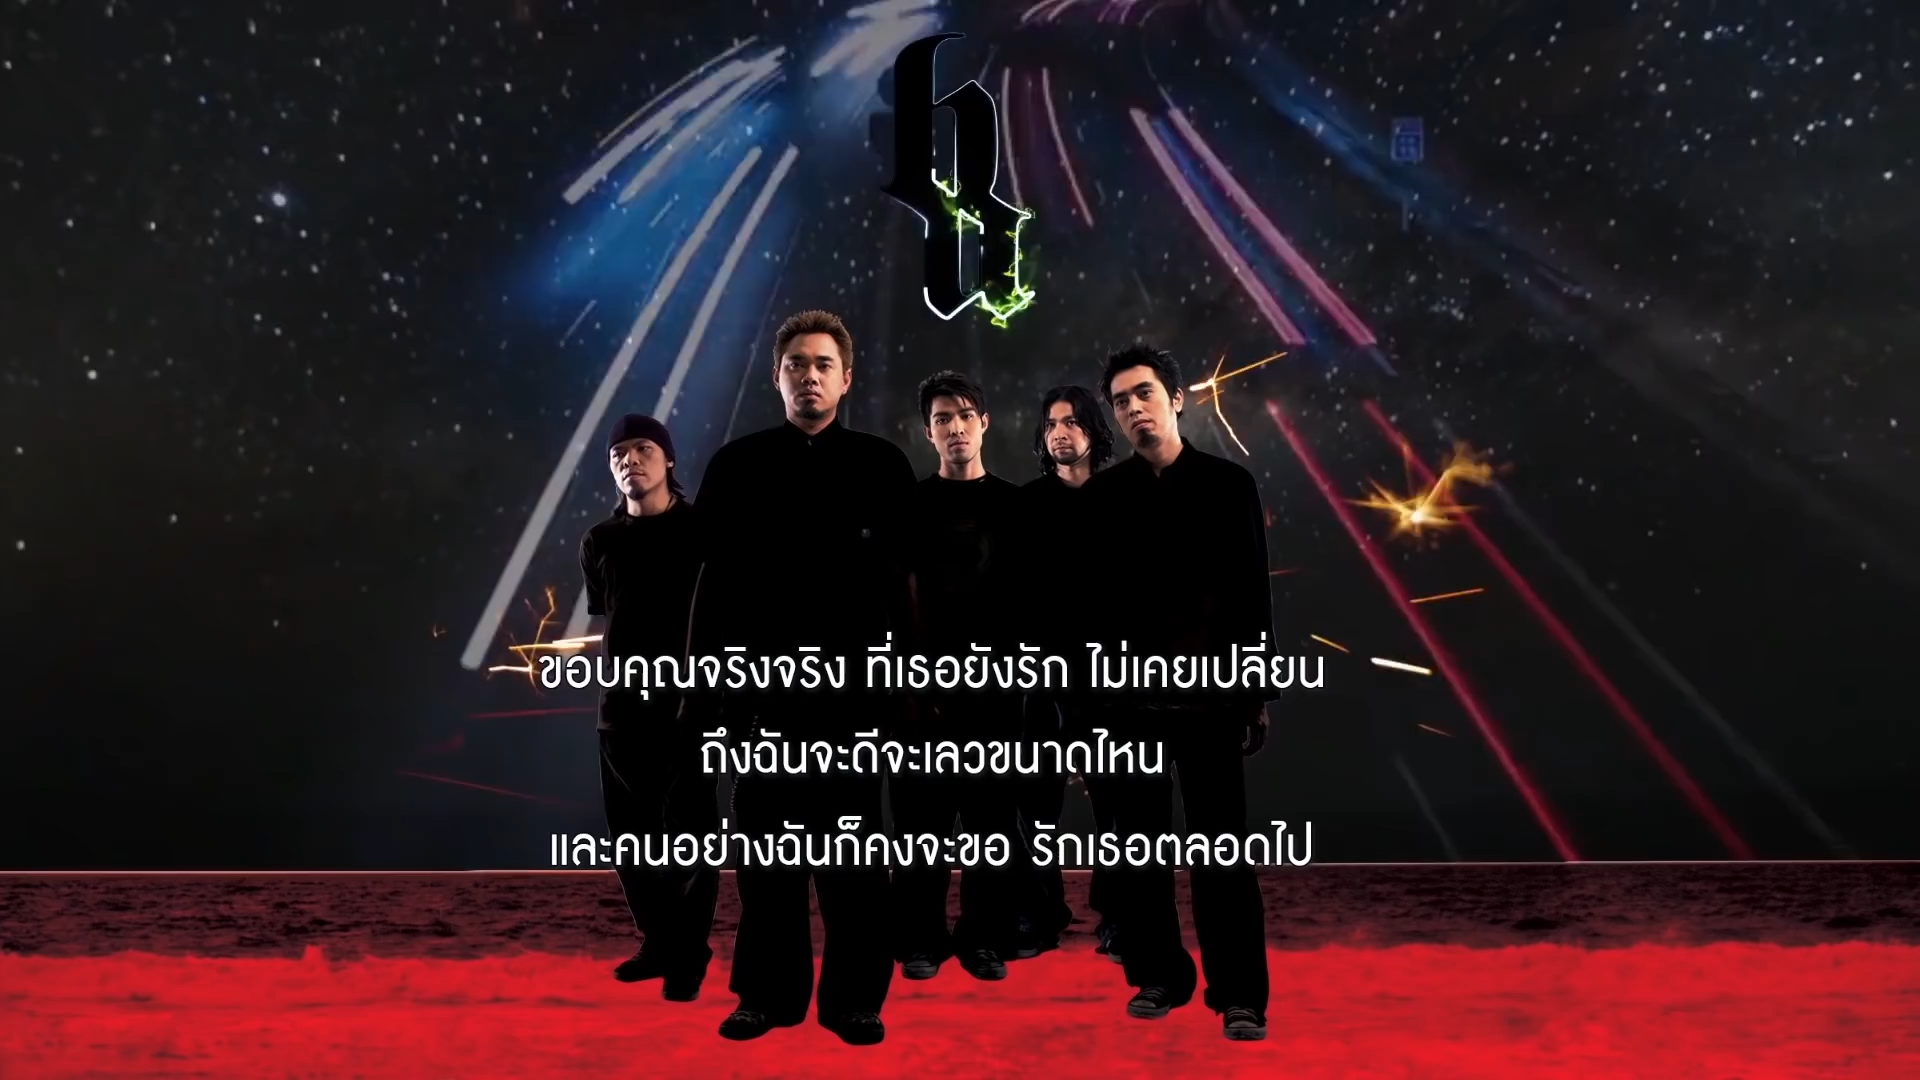 ขอบคุณจริงจริง ที่เธอยังรัก ไม่เคยเปลี่ยน
ถึงฉันจะดีจะเลวขนาดไหน
และคนอย่างฉันก็คงจะขอ รักเธอตลอดไป